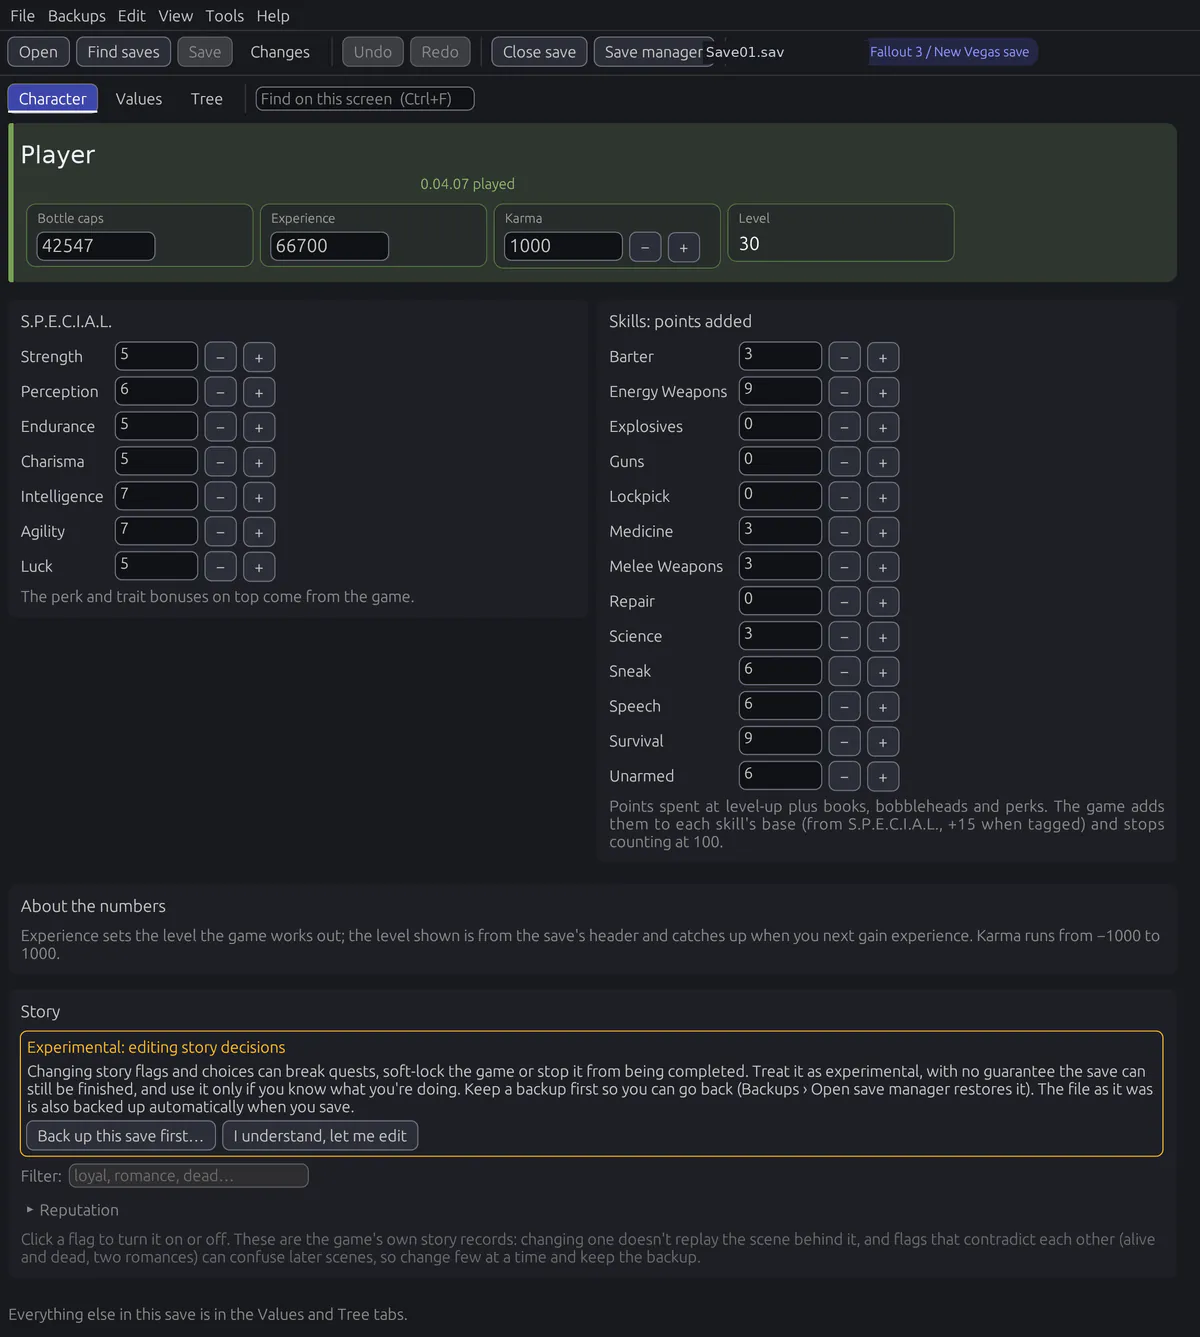 File Backups Edit View Tools Help
Open Find saves Save Changes Undo Redo Close save Save manager Save01.sav Fallout 3 / New Vegas save
Character Values Tree Find on this screen (Ctrl+F)
Player
0.04.07 played
Bottle caps Experience Karma Level
42547 66700 1000 − + 30
S.P.E.C.I.A.L.
Strength 5 − +
Perception 6 − +
Endurance 5 − +
Charisma 5 − +
Intelligence 7 − +
Agility 7 − +
Luck 5 − +
The perk and trait bonuses on top come from the game.
Skills: points added
Barter 3 − +
Energy Weapons 9 − +
Explosives 0 − +
Guns 0 − +
Lockpick 0 − +
Medicine 3 − +
Melee Weapons 3 − +
Repair 0 − +
Science 3 − +
Sneak 6 − +
Speech 6 − +
Survival 9 − +
Unarmed 6 − +
Points spent at level-up plus books, bobbleheads and perks. The game adds
them to each skill's base (from S.P.E.C.I.A.L., +15 when tagged) and stops
counting at 100.
About the numbers
Experience sets the level the game works out; the level shown is from the save's header and catches up when you next gain experience. Karma runs from −1000 to
1000.
Story
Experimental: editing story decisions
Changing story flags and choices can break quests, soft-lock the game or stop it from being completed. Treat it as experimental, with no guarantee the save can
still be finished, and use it only if you know what you're doing. Keep a backup first so you can go back (Backups › Open save manager restores it). The file as it was
is also backed up automatically when you save.
Back up this save first… I understand, let me edit
Filter: loyal, romance, dead…
▸ Reputation
Click a flag to turn it on or off. These are the game's own story records: changing one doesn't replay the scene behind it, and flags that contradict each other (alive
and dead, two romances) can confuse later scenes, so change few at a time and keep the backup.
Everything else in this save is in the Values and Tree tabs.